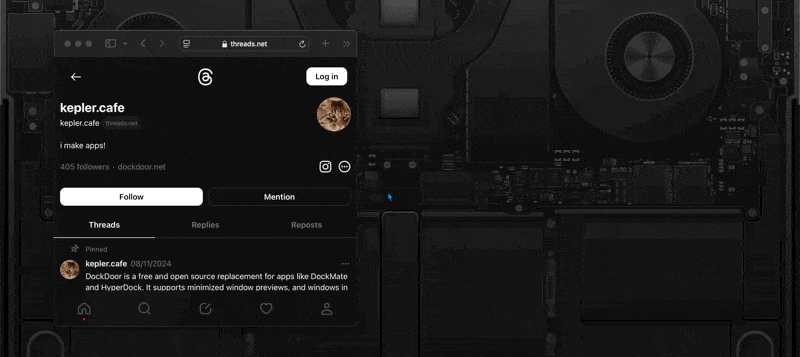 threads.net
Log in
kepler.cafe
kepler.cafe threads.net
i make apps!
405 followers · dockdoor.net
Follow
Mention
Threads
Replies
Reposts
Pinned
kepler.cafe 08/11/2024
DockDoor is a free and open source replacement for apps like DockMate
and HyperDock. It supports minimized window previews, and windows in